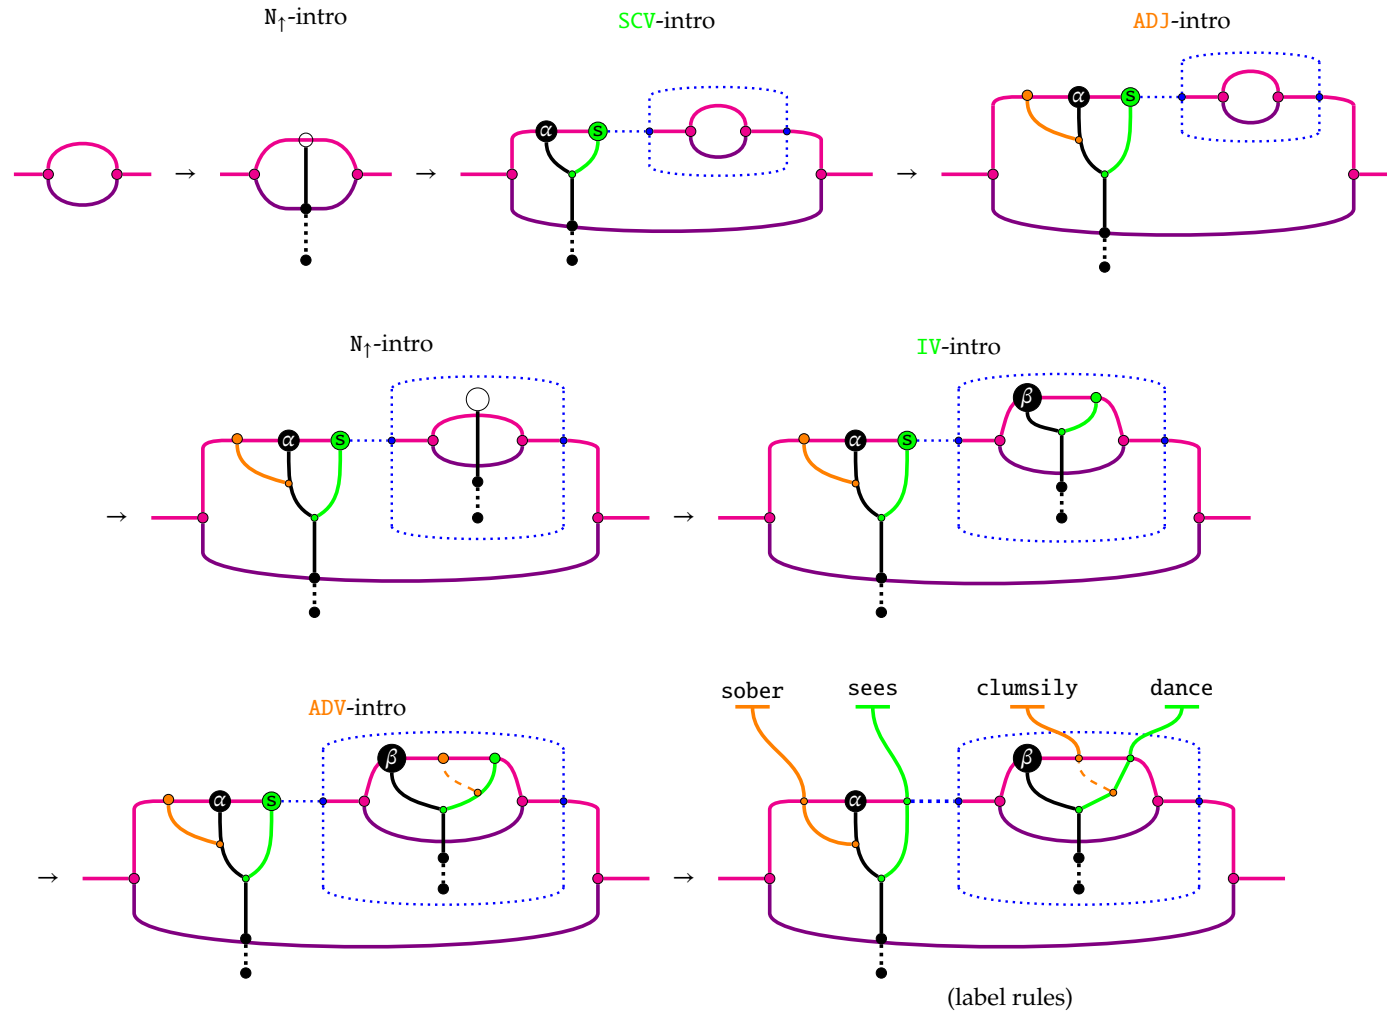 N↑-intro SCV-intro ADJ-intro
α S α S
→ → →
N↑-intro IV-intro
α S β α S
→ →
sober sees clumsily dance
ADV-intro
β β
α S α
→ →
(label rules)